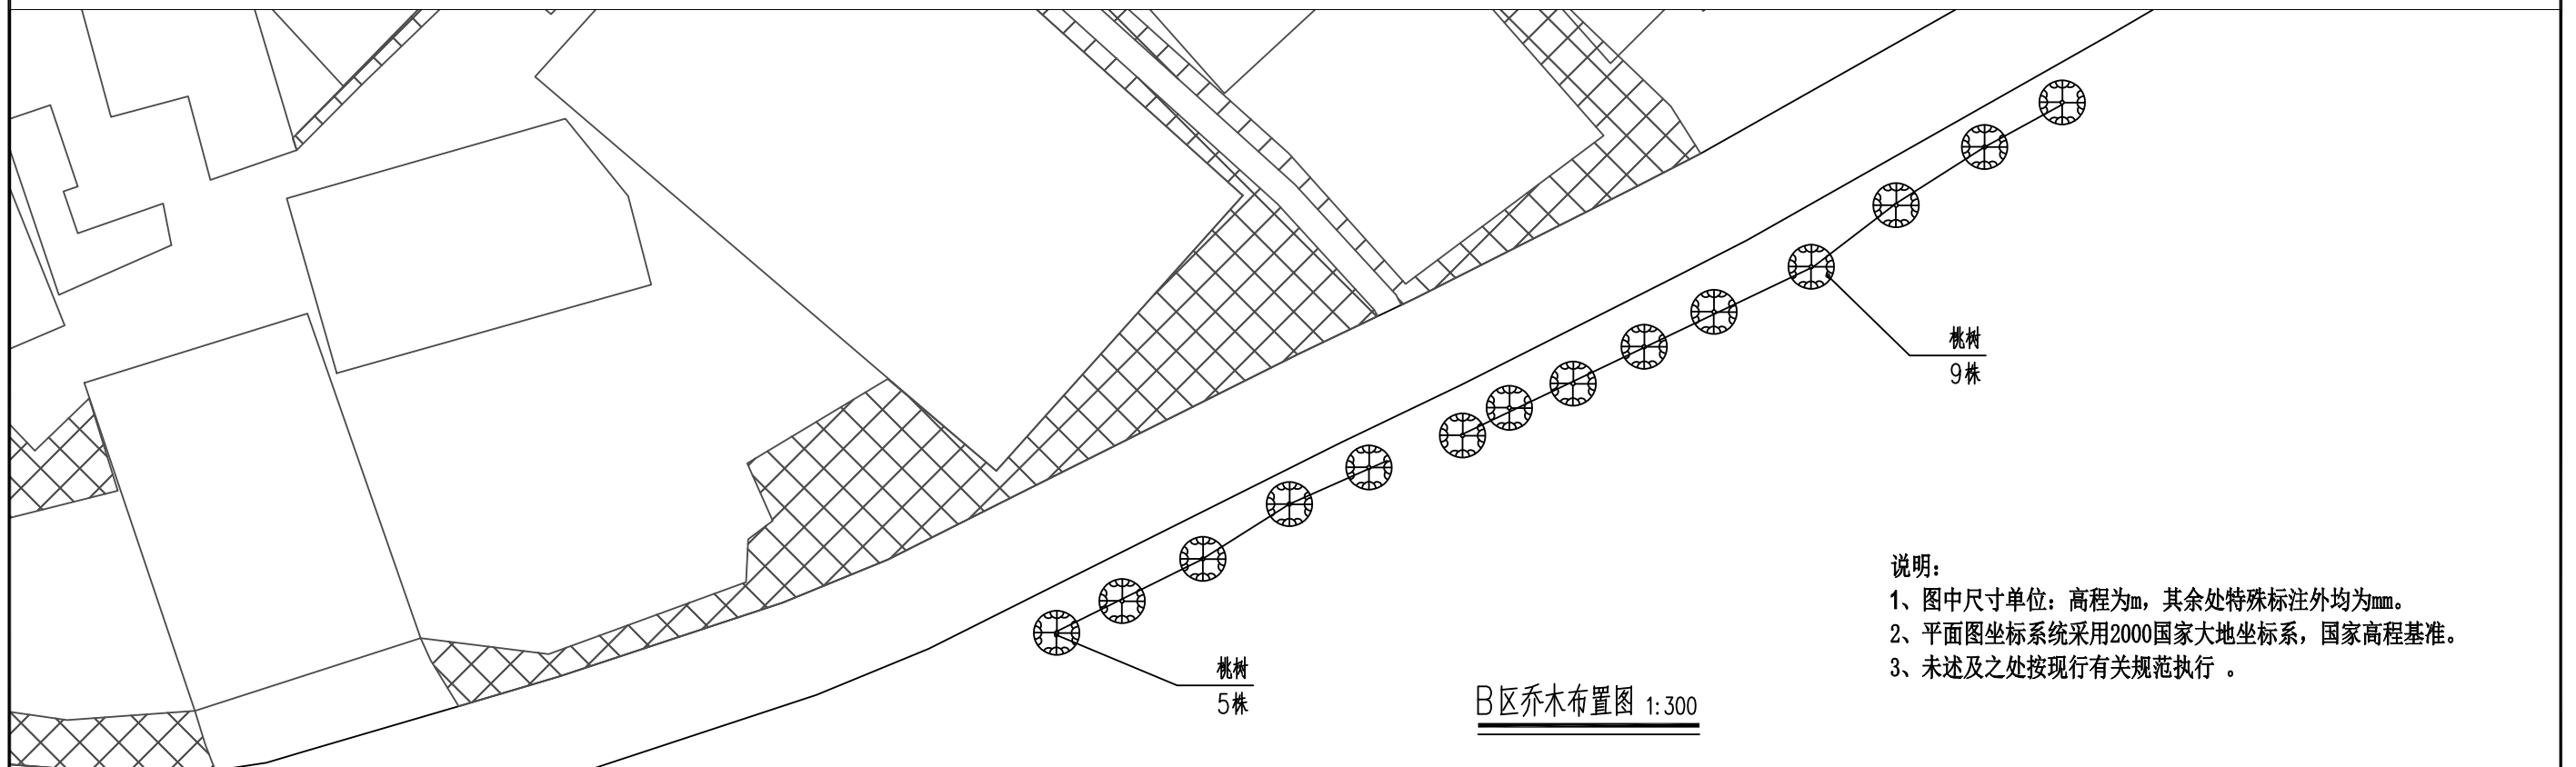 桃树
9株
说明：
1、图中尺寸单位：高程为m，其余处特殊标注外均为mm。
2、平面图坐标系统采用2000国家大地坐标系，国家高程基准。
3、未述及之处按现行有关规范执行 。
桃树
5株
B区乔木布置图 1:300